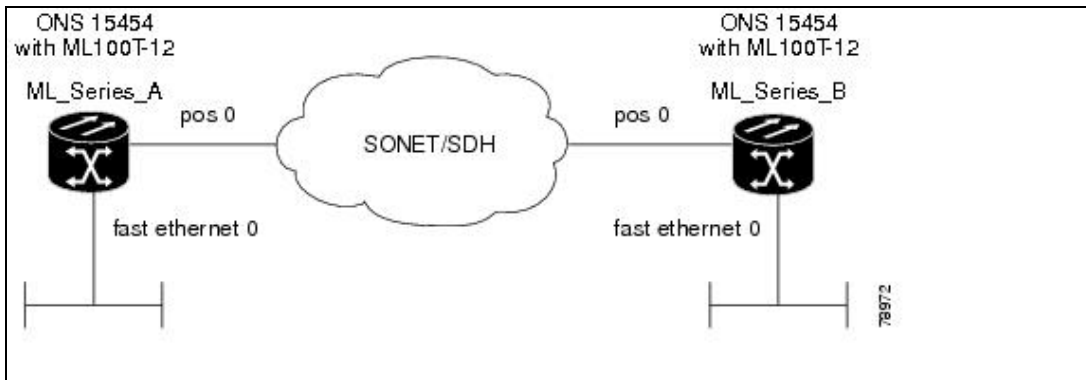 ONS 15454
with ML100T-12
ML_Series_A
pos 0
fast ethernet 0
SONET/SDH
ONS 15454
with ML100T-12
ML_Series_B
pos 0
fast ethernet 0
78972